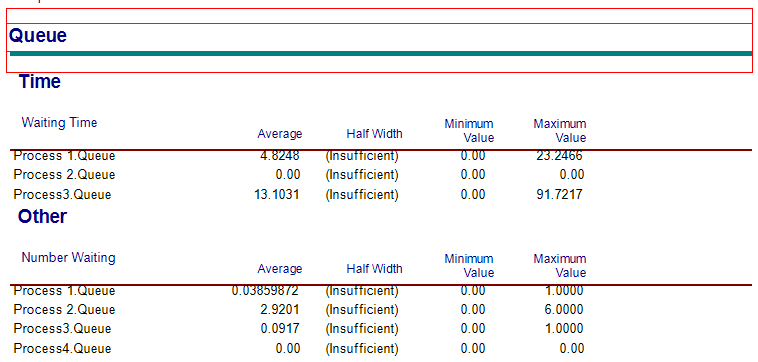 Queue
Time
Waiting Time Average Half Width Minimum Value Maximum Value
Process 1.Queue 4.8248 (Insufficient) 0.00 23.2466
Process 2.Queue 0.00 (Insufficient) 0.00 0.00
Process3.Queue 13.1031 (Insufficient) 0.00 91.7217
Other
Number Waiting Average Half Width Minimum Value Maximum Value
Process 1.Queue 0.03859872 (Insufficient) 0.00 1.0000
Process 2.Queue 2.9201 (Insufficient) 0.00 6.0000
Process3.Queue 0.0917 (Insufficient) 0.00 1.0000
Process4.Queue 0.00 (Insufficient) 0.00 0.00